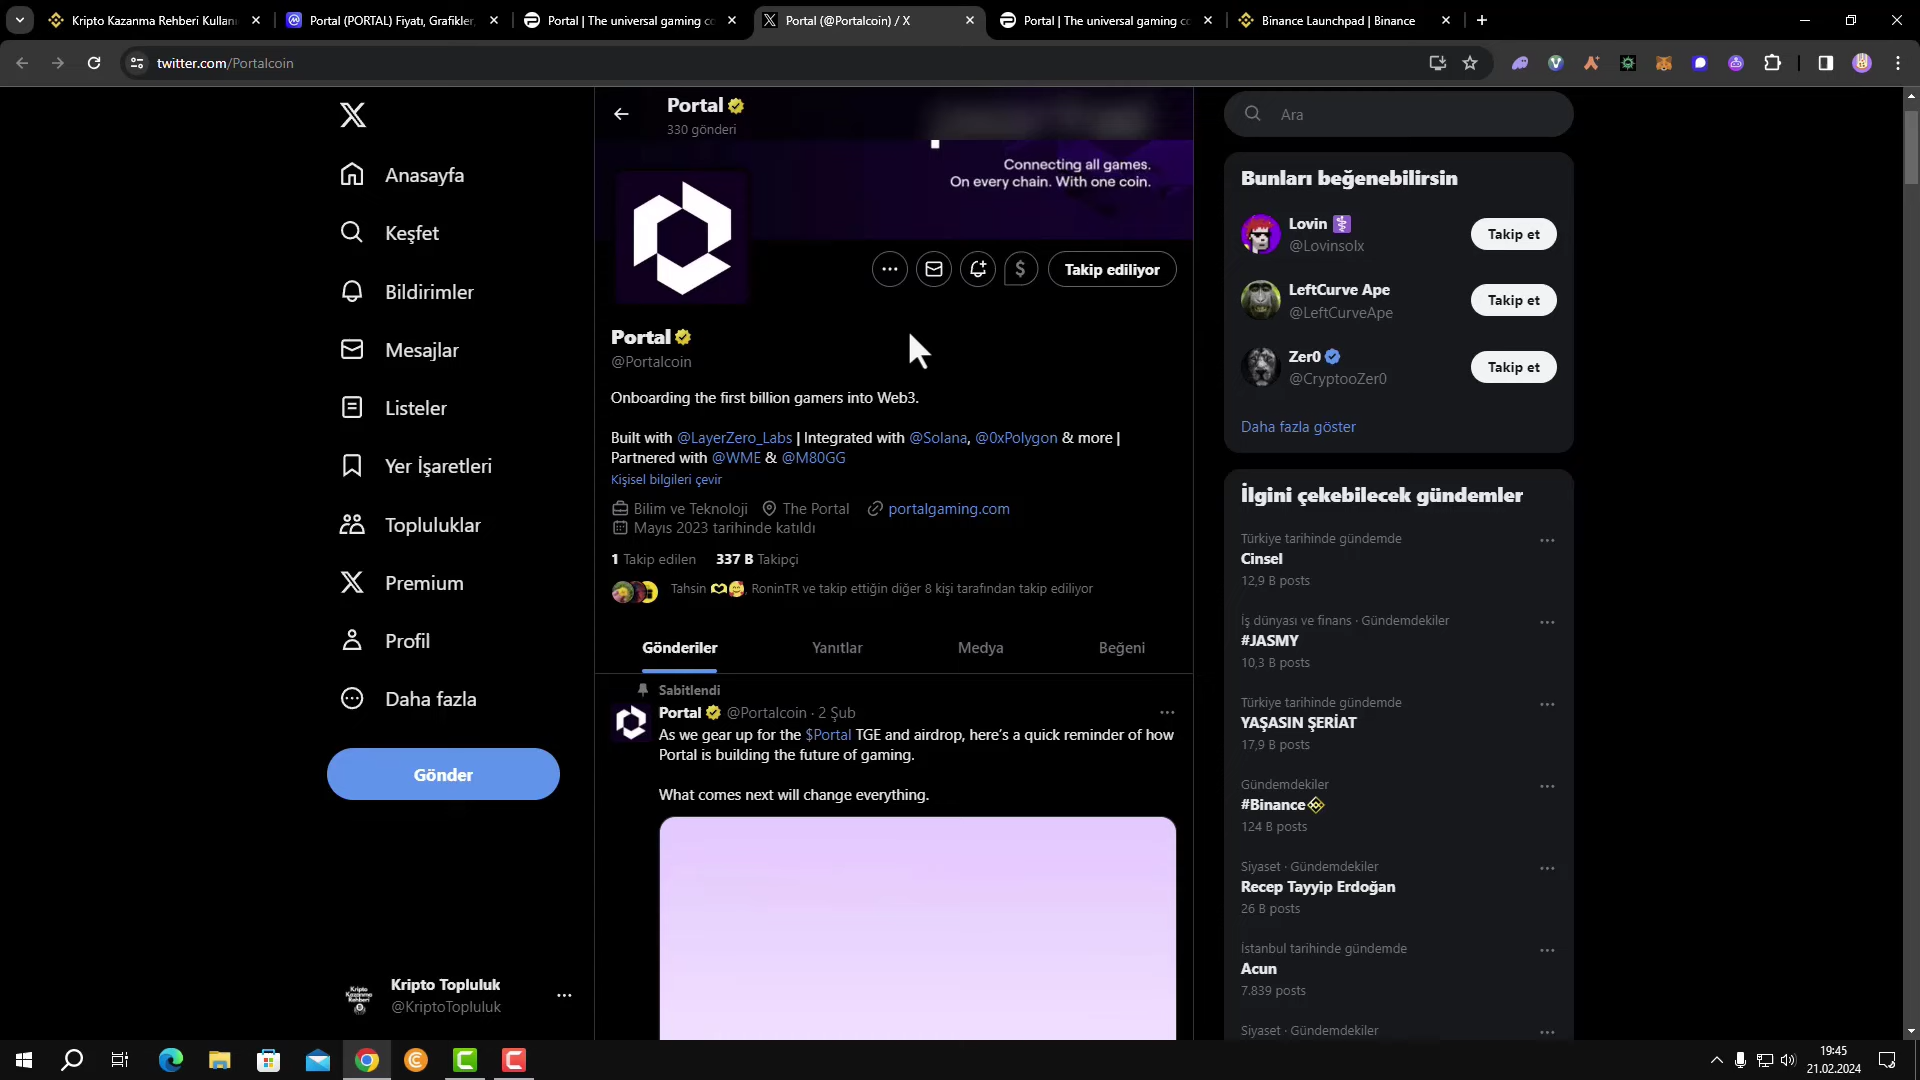 Kripto Kazanma Rehberi Kullanı
Portal (PORTAL) Fiyatı, Grafikler,
Portal | The universal gaming co
Portal (@Portalcoin) / X
Portal | The universal gaming co
Binance Launchpad | Binance
twitter.com/Portalcoin
Anasayfa
Keşfet
Bildirimler
Mesajlar
Listeler
Yer İşaretleri
Topluluklar
Premium
Profil
Daha fazla
Gönder
Kripto Topluluk
@KriptoTopluluk
Portal
330 gönderi
Connecting all games.
On every chain. With one coin.
Takip ediliyor
Portal
@Portalcoin
Onboarding the first billion gamers into Web3.
Built with @LayerZero_Labs | Integrated with @Solana, @0xPolygon & more |
Partnered with @WME & @M80GG
Kişisel bilgileri çevir
Bilim ve Teknoloji The Portal portalgaming.com
Mayıs 2023 tarihinde katıldı
1 Takip edilen 337 B Takipçi
Tahsin, RoninTR ve takip ettiğin diğer 8 kişi tarafından takip ediliyor
Gönderiler Yanıtlar Medya Beğeni
Sabitlendi
Portal @Portalcoin · 2 Şub
As we gear up for the $Portal TGE and airdrop, here's a quick reminder of how
Portal is building the future of gaming.
What comes next will change everything.
Ara
Bunları beğenebilirsin
Lovin
@Lovinsolx
Takip et
LeftCurve Ape
@LeftCurveApe
Takip et
Zer0
@CryptooZer0
Takip et
Daha fazla göster
İlgini çekebilecek gündemler
Türkiye tarihinde gündemde
Cinsel
12,9 B posts
İş dünyası ve finans · Gündemdekiler
#JASMY
10,3 B posts
Türkiye tarihinde gündemde
YAŞASIN ŞERİAT
17,9 B posts
Gündemdekiler
#Binance
124 B posts
Siyaset · Gündemdekiler
Recep Tayyip Erdoğan
26 B posts
İstanbul tarihinde gündemde
Acun
7.839 posts
Siyaset · Gündemdekiler
19:45
21.02.2024